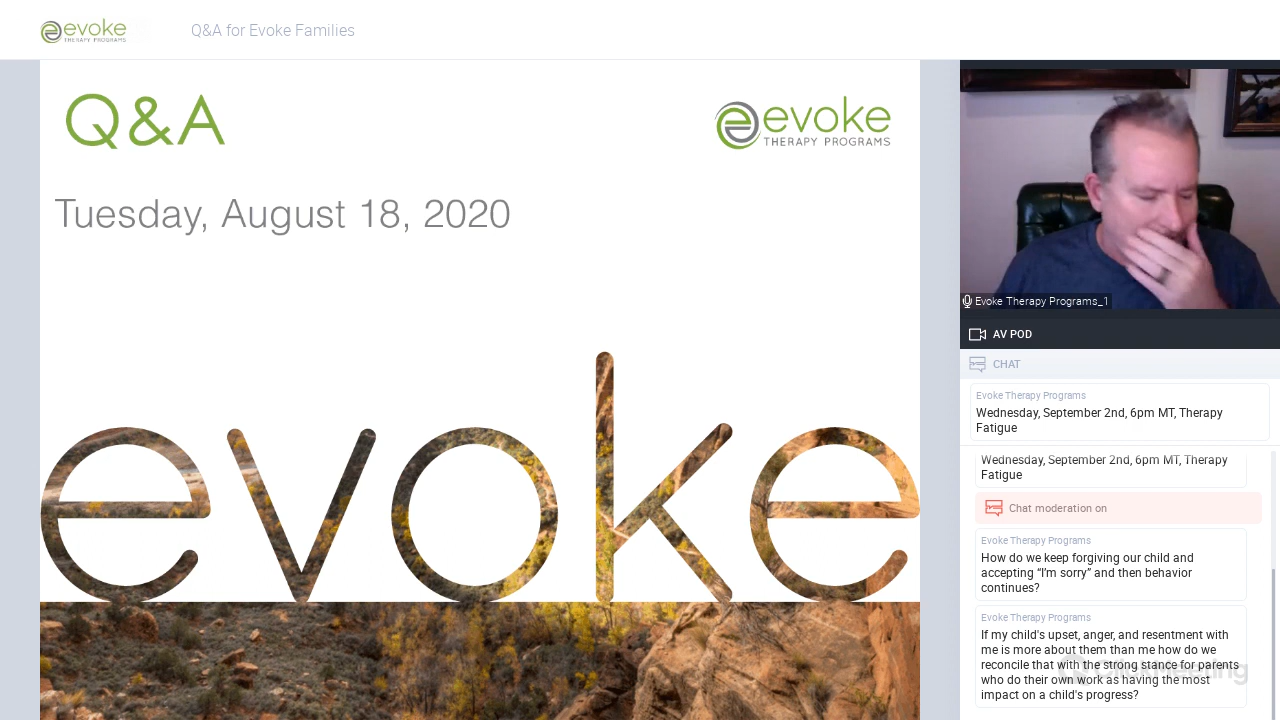 evoke
THERAPY PROGRAMS
Q&A for Evoke Families
Q&A
evoke
THERAPY PROGRAMS
Tuesday, August 18, 2020
evoke
Evoke Therapy Programs_1
AV POD
CHAT
Evoke Therapy Programs
Wednesday, September 2nd, 6pm MT, Therapy
Fatigue
Wednesday, September 2nd, 6pm MT, Therapy
Fatigue
Chat moderation on
Evoke Therapy Programs
How do we keep forgiving our child and
accepting “I’m sorry” and then behavior
continues?
Evoke Therapy Programs
If my child's upset, anger, and resentment with
me is more about them than me how do we
reconcile that with the strong stance for parents
who do their own work as having the most
impact on a child's progress?